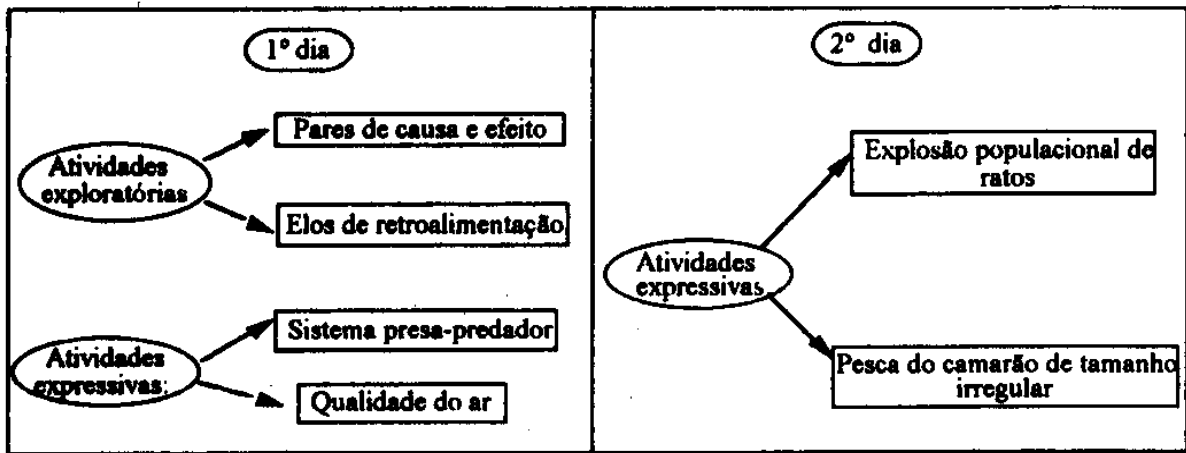 1º dia
Atividades
exploratórias
Pares de causa e efeito
Elos de retroalimentação
Atividades
expressivas:
Sistema presa-predador
Qualidade do ar
2º dia
Atividades
expressivas
Explosão populacional de
ratos
Pesca do camarão de tamanho
irregular